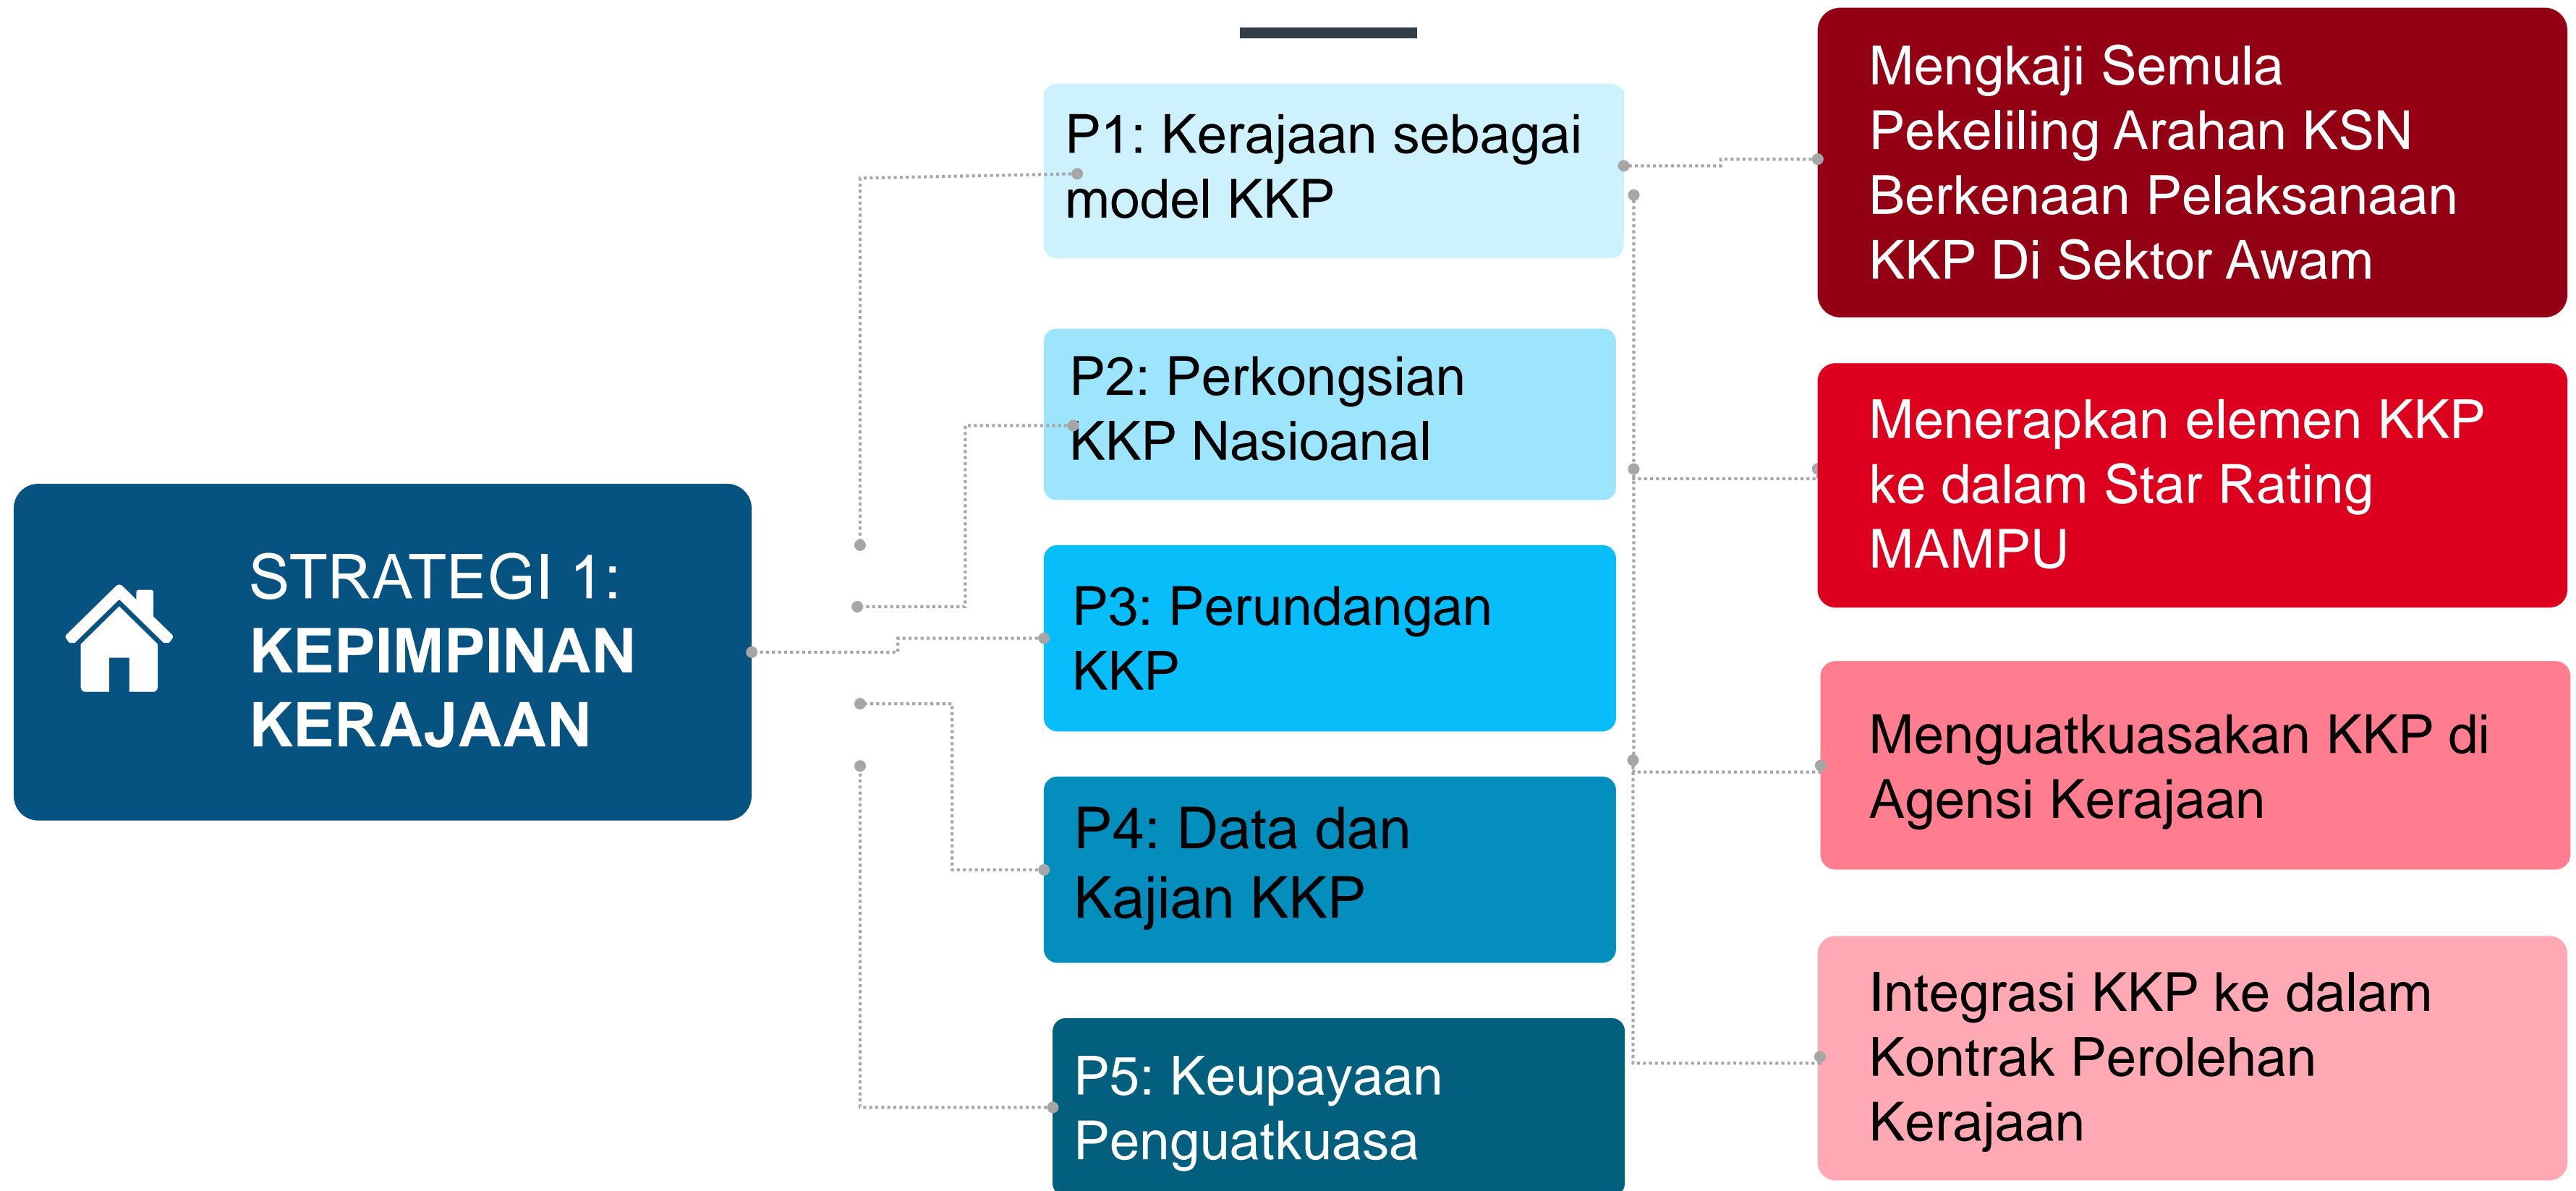 STRATEGI 1:
KEPIMPINAN
KERAJAAN
P1: Kerajaan sebagai
model KKP
P2: Perkongsian
KKP Nasioanal
P3: Perundangan
KKP
P4: Data dan
Kajian KKP
P5: Keupayaan
Penguatkuasa
Mengkaji Semula
Pekeliling Arahan KSN
Berkenaan Pelaksanaan
KKP Di Sektor Awam
Menerapkan elemen KKP
ke dalam Star Rating
MAMPU
Menguatkuasakan KKP di
Agensi Kerajaan
Integrasi KKP ke dalam
Kontrak Perolehan
Kerajaan